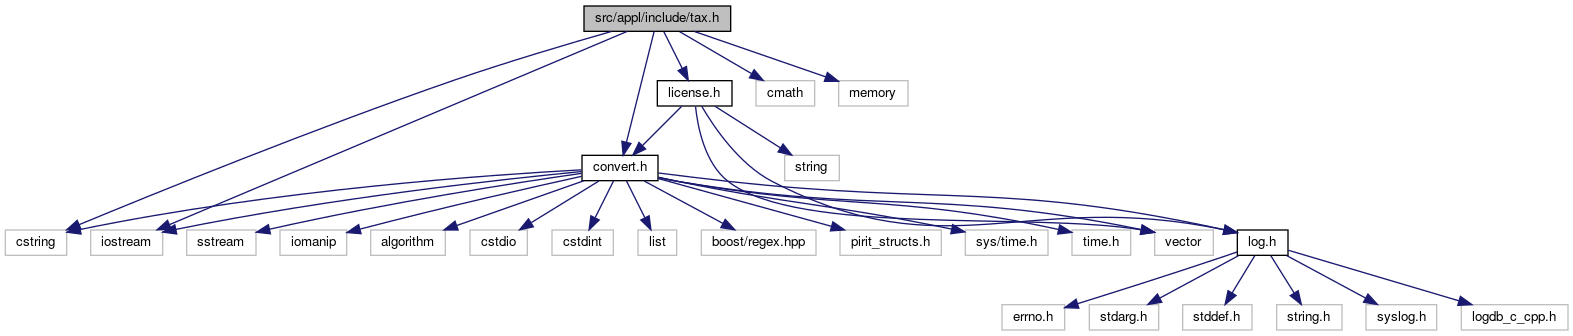 src/appl/include/tax.h
license.h
cmath
memory
convert.h
string
cstring
iostream
sstream
iomanip
algorithm
cstdio
cstdint
list
boost/regex.hpp
pirit_structs.h
sys/time.h
time.h
vector
log.h
errno.h
stdarg.h
stddef.h
string.h
syslog.h
logdb_c_cpp.h